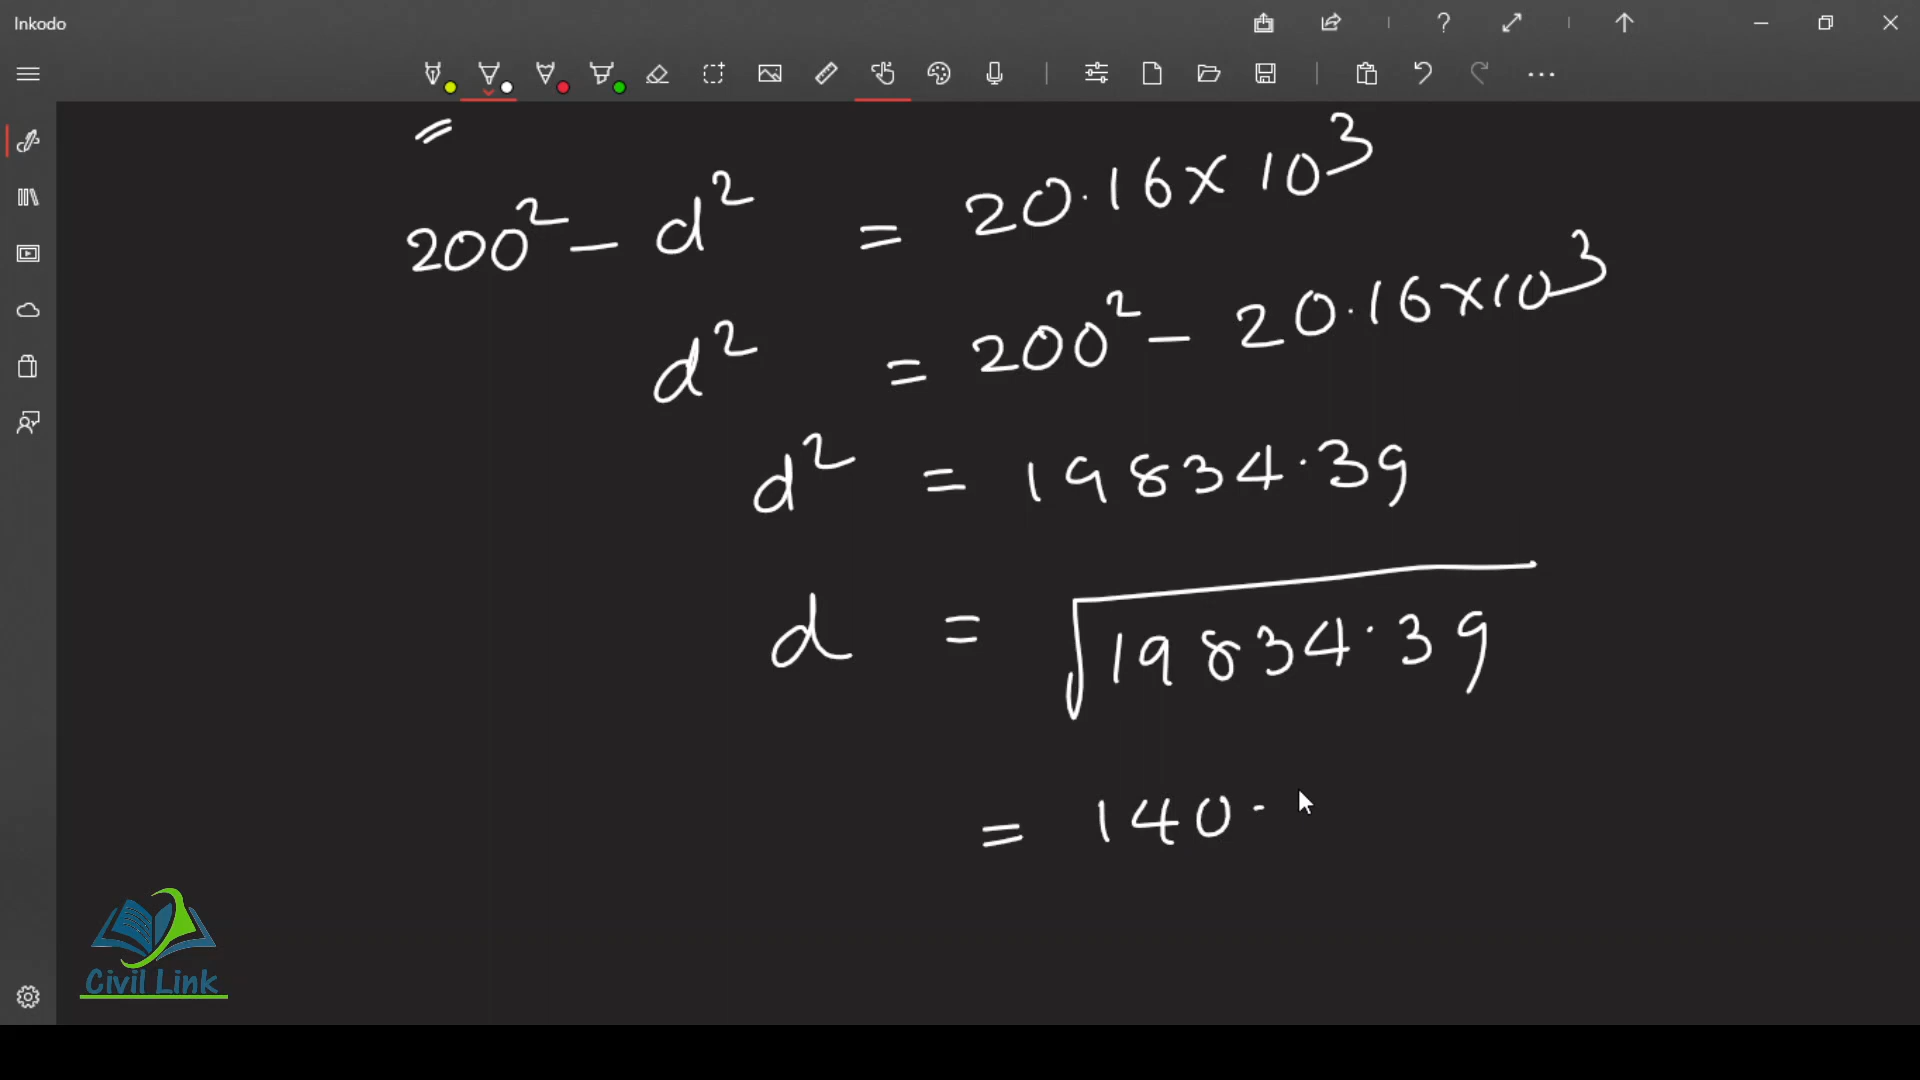 Inkodo
=
200² - d² = 20.16 x 10³
d² = 200² - 20.16 x 10³
d² = 19834.39
d = √19834.39
= 140.
Civil Link